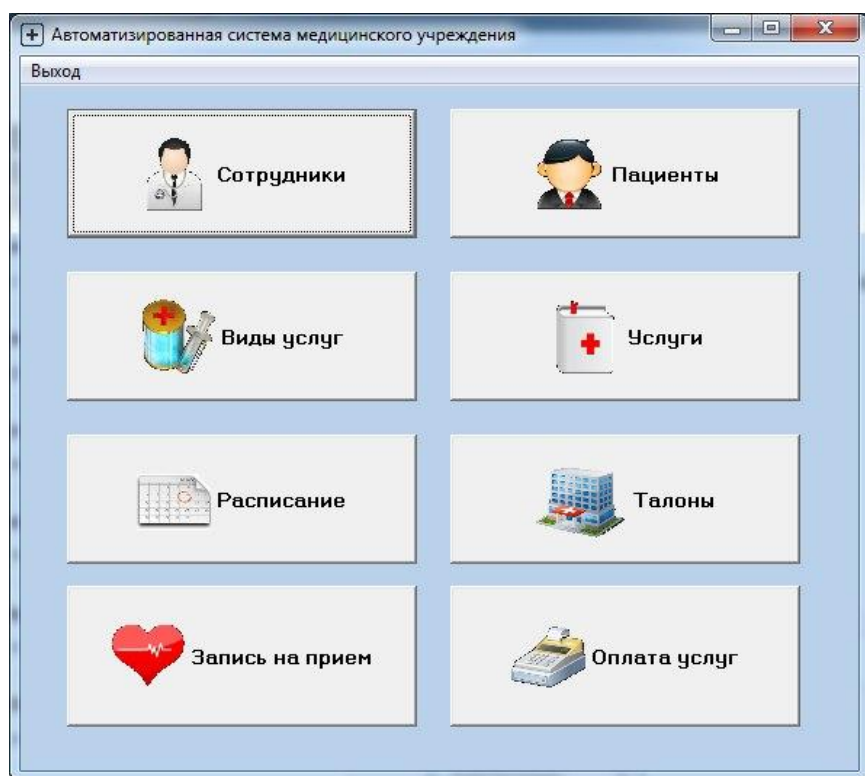 Автоматизированная система медицинского учреждения
Выход
Сотрудники
Пациенты
Виды услуг
Услуги
Расписание
Талоны
Запись на прием
Оплата услуг